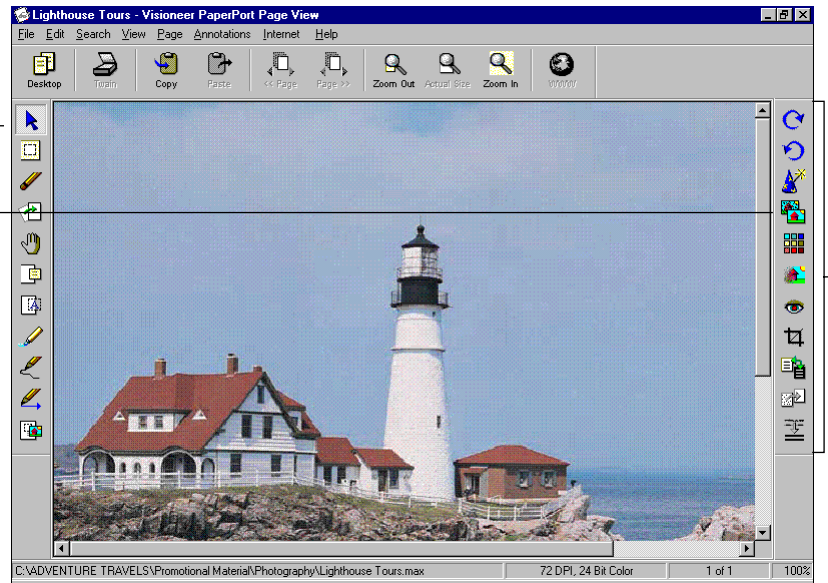 Lighthouse Tours - Visioneer PaperPort Page View
File Edit Search View Page Annotations Internet Help
Desktop Twain Copy Paste << Page Page >> Zoom Out Actual Size Zoom In WWW
A
C:\ADVENTURE TRAVELS\Promotional Material\Photography\Lighthouse Tours.max 72 DPI, 24 Bit Color 1 of 1 100%